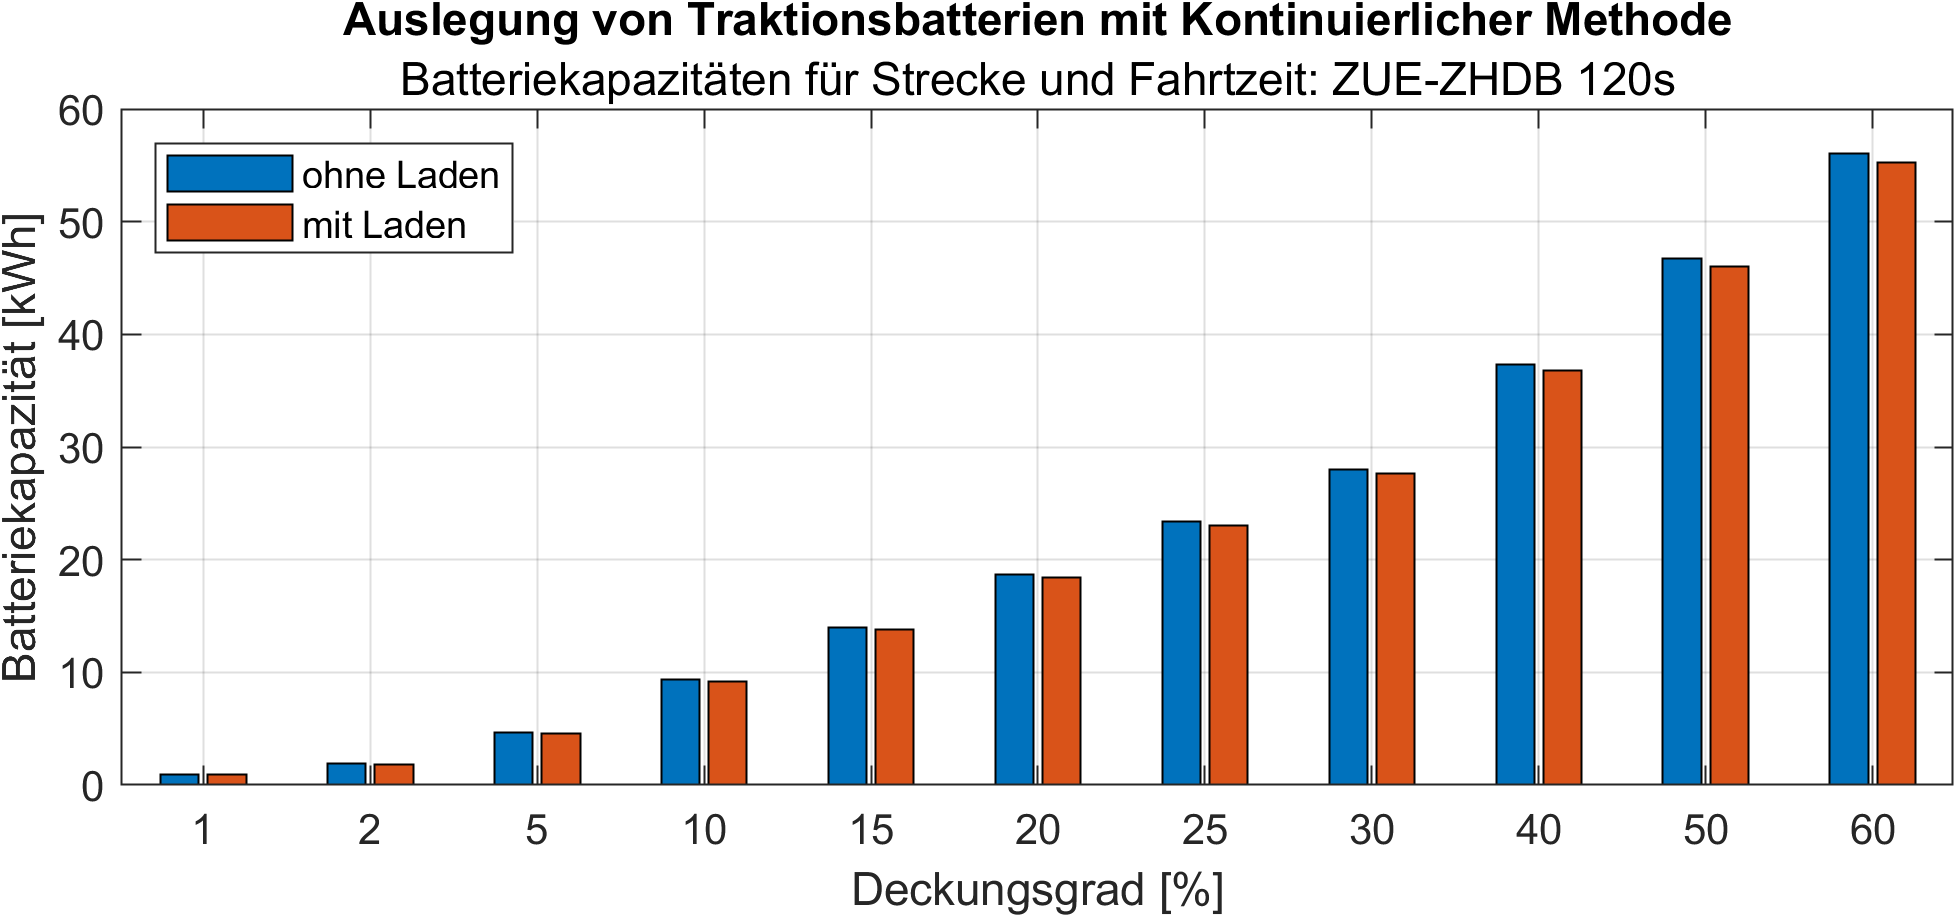 Auslegung von Traktionsbatterien mit Kontinuierlicher Methode
Batteriekapazitäten für Strecke und Fahrtzeit: ZUE-ZHDB 120s
60
50
40
30
20
10
0
Batteriekapazität [kWh]
ohne Laden
mit Laden
1 2 5 10 15 20 25 30 40 50 60
Deckungsgrad [%]